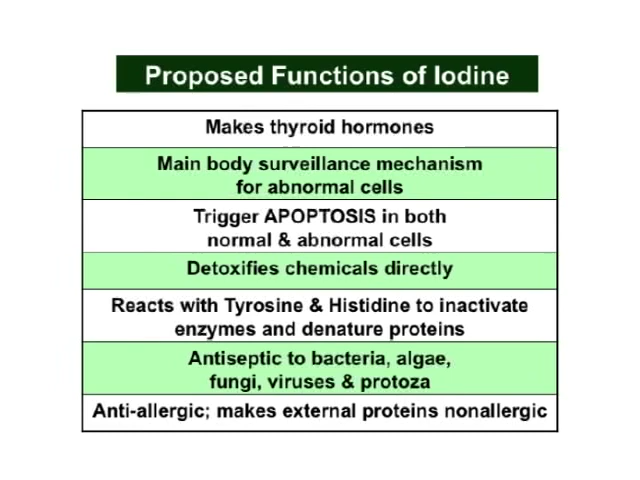 Proposed Functions of Iodine
Makes thyroid hormones
Main body surveillance mechanism
for abnormal cells
Trigger APOPTOSIS in both
normal & abnormal cells
Detoxifies chemicals directly
Reacts with Tyrosine & Histidine to inactivate
enzymes and denature proteins
Antiseptic to bacteria, algae,
fungi, viruses & protoza
Anti-allergic; makes external proteins nonallergic